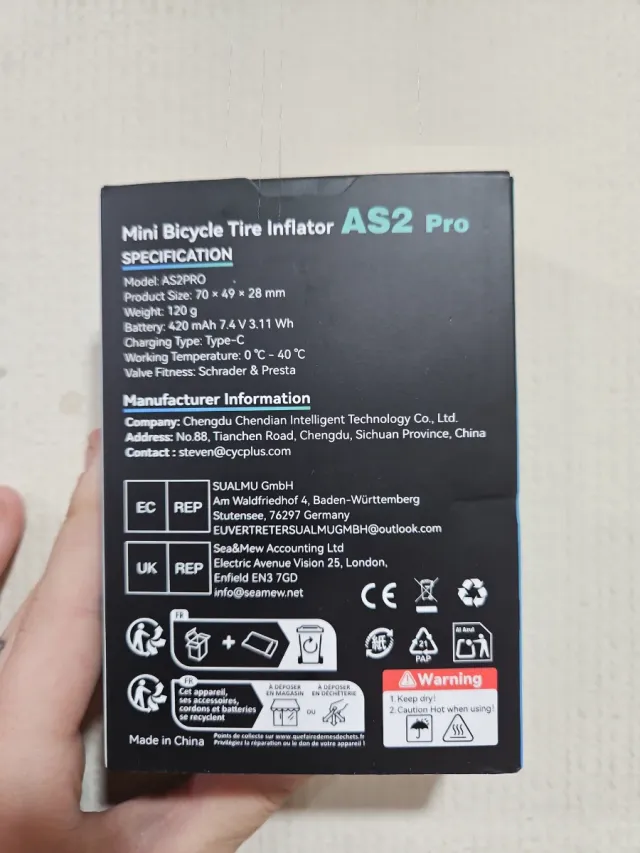 Mini Bicycle Tire Inflator AS2 Pro
SPECIFICATION
Model: AS2PRO
Product Size: 70 × 49 × 28 mm
Weight: 120 g
Battery: 420 mAh 7.4 V 3.11 Wh
Charging Type: Type-C
Working Temperature: 0 °C - 40 °C
Valve Fitness: Schrader & Presta
Manufacturer Information
Company: Chengdu Chendian Intelligent Technology Co., Ltd.
Address: No.88, Tianchen Road, Chengdu, Sichuan Province, China
Contact : steven@cycplus.com
EC REP
SUALMU GmbH
Am Waldfriedhof 4, Baden-Württemberg
Stutensee, 76297 Germany
EUVERTRETERSUALMUGMBH@outlook.com
UK REP
Sea&Mew Accounting Ltd
Electric Avenue Vision 25, London,
Enfield EN3 7GD
info@seamew.net
CE
FR
+
21
PAP
FR
Cet appareil,
ses accessoires,
cordons et batteries
se recyclent
À DÉPOSER
EN MAGASIN
OU
À DÉPOSER
EN DÉCHÈTERIE
Points de collecte sur www.quefairedemesdechets.fr
Privilégiez la réparation ou le don de votre appareil !
Warning
1. Keep dry!
2. Caution Hot when using!
Made in China